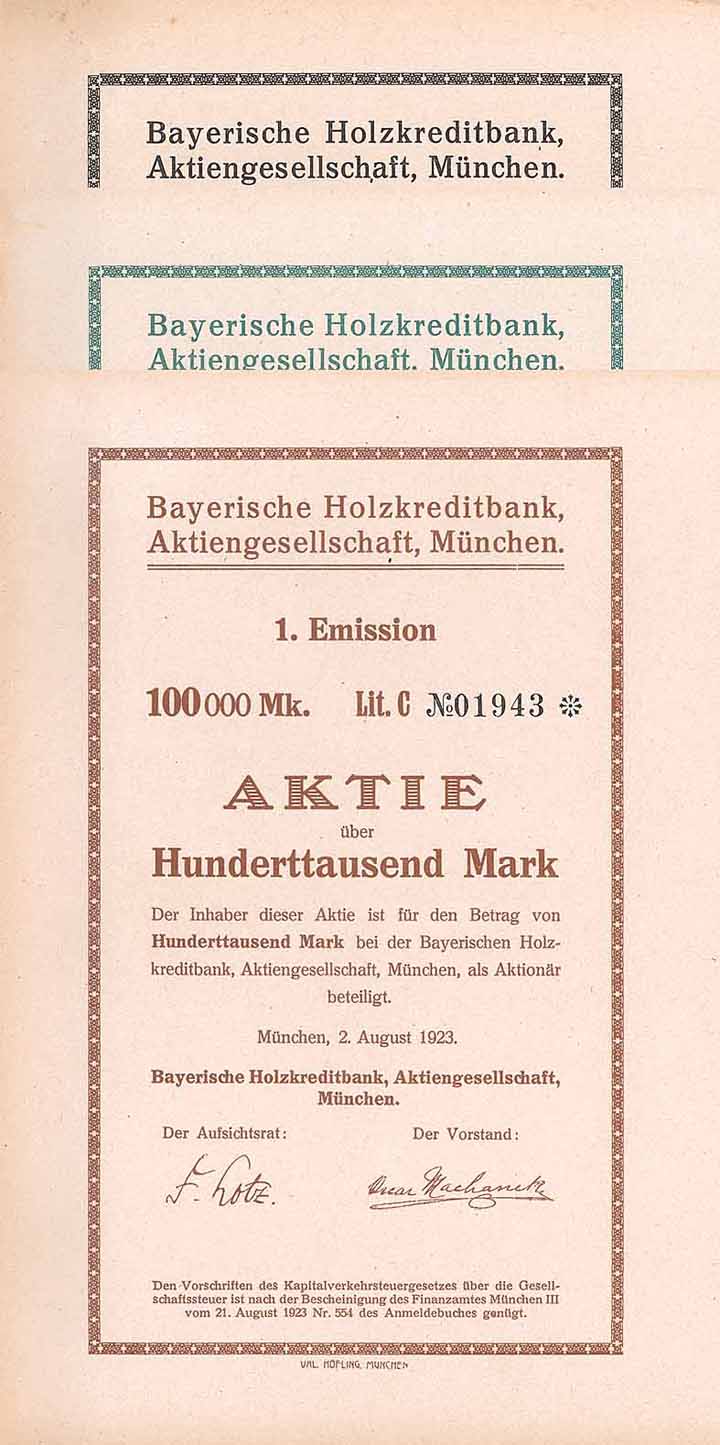 Bayerische Holzkreditbank,
Aktiengesellschaft, München.
Bayerische Holzkreditbank,
Aktiengesellschaft, München.
Bayerische Holzkreditbank,
Aktiengesellschaft, München.
1. Emission
100000 Mk. Lit. C №01943 ❊
AKTIE
über
Hunderttausend Mark
Der Inhaber dieser Aktie ist für den Betrag von
Hunderttausend Mark bei der Bayerischen Holz-
kreditbank, Aktiengesellschaft, München, als Aktionär
beteiligt.
München, 2. August 1923.
Bayerische Holzkreditbank, Aktiengesellschaft,
München.
Der Aufsichtsrat: Der Vorstand:
F. Lotz. Oscar
Den Vorschriften des Kapitalverkehrsteuergesetzes über die Gesell-
schaftssteuer ist nach der Bescheinigung des Finanzamtes München III
vom 21. August 1923 Nr. 554 des Anmeldebuches genügt.
VAL. HÖFLING, MÜNCHEN